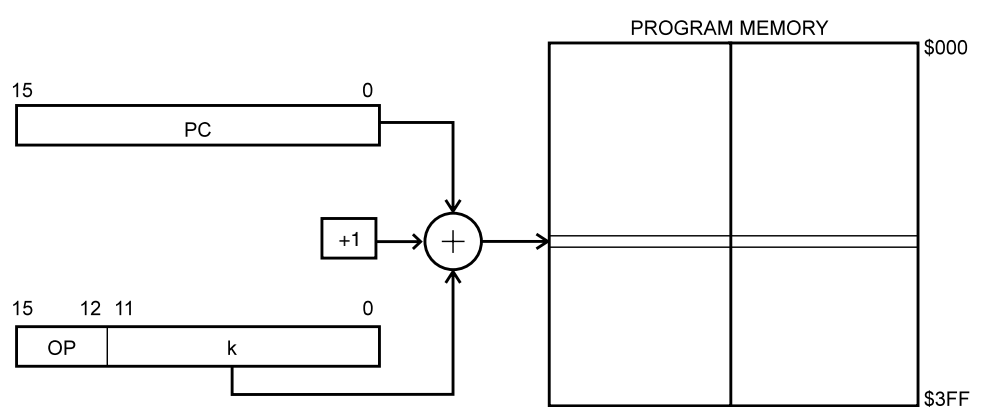 PROGRAM MEMORY
$000
15 0
PC
+1
15 12 11 0
OP k
$3FF